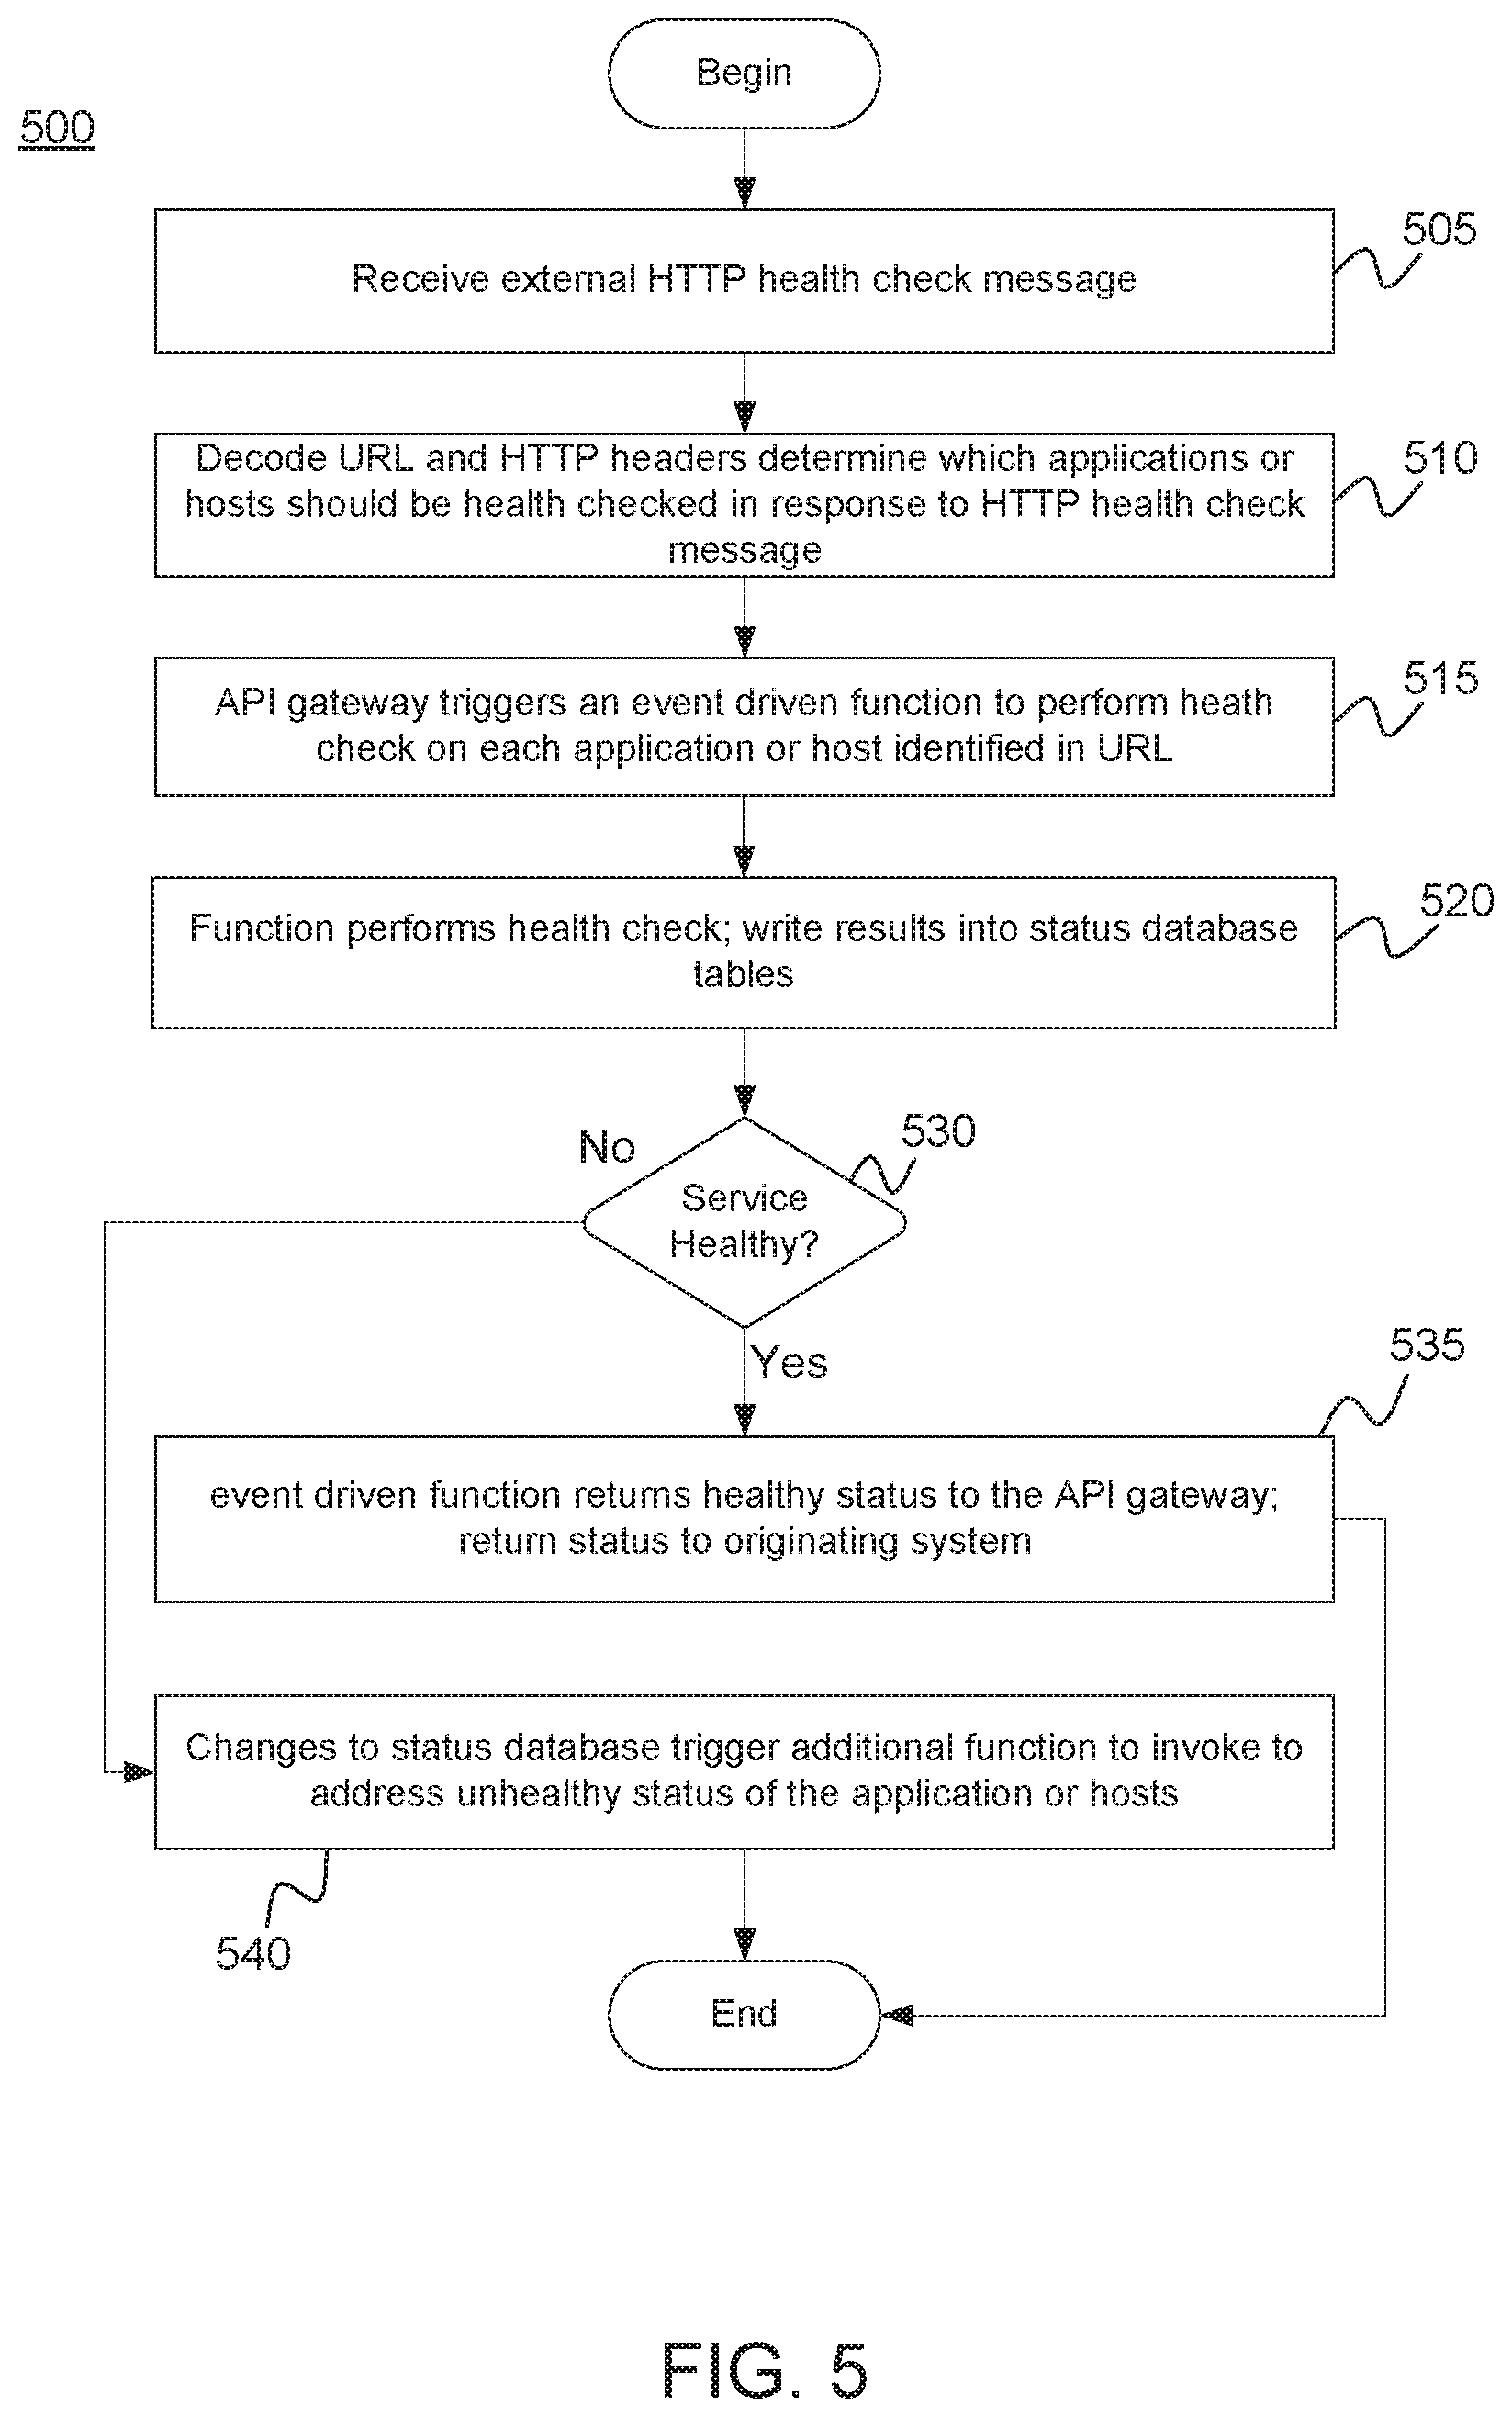 Begin
500
Receive external HTTP health check message
505
Decode URL and HTTP headers determine which applications or
hosts should be health checked in response to HTTP health check
message
510
API gateway triggers an event driven function to perform heath
check on each application or host identified in URL
515
Function performs health check; write results into status database
tables
520
No
530
Service
Healthy?
Yes
535
event driven function returns healthy status to the API gateway;
return status to originating system
Changes to status database trigger additional function to invoke to
address unhealthy status of the application or hosts
540
End
FIG. 5